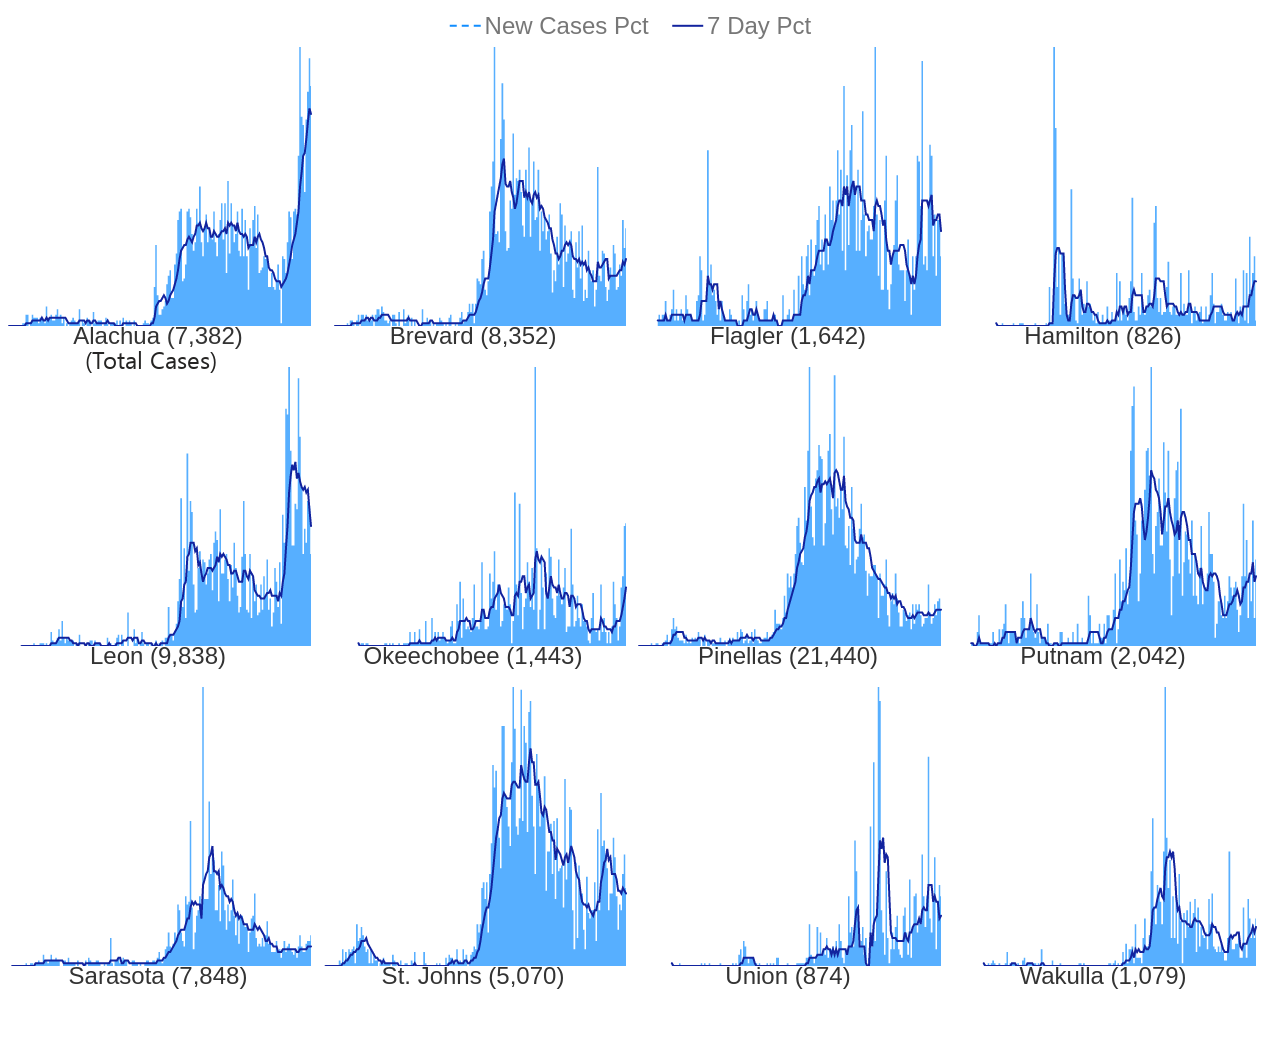 New Cases Pct 7 Day Pct
Alachua (7,382) Brevard (8,352) Flagler (1,642) Hamilton (826)
(Total Cases)
Leon (9,838) Okeechobee (1,443) Pinellas (21,440) Putnam (2,042)
Sarasota (7,848) St. Johns (5,070) Union (874) Wakulla (1,079)